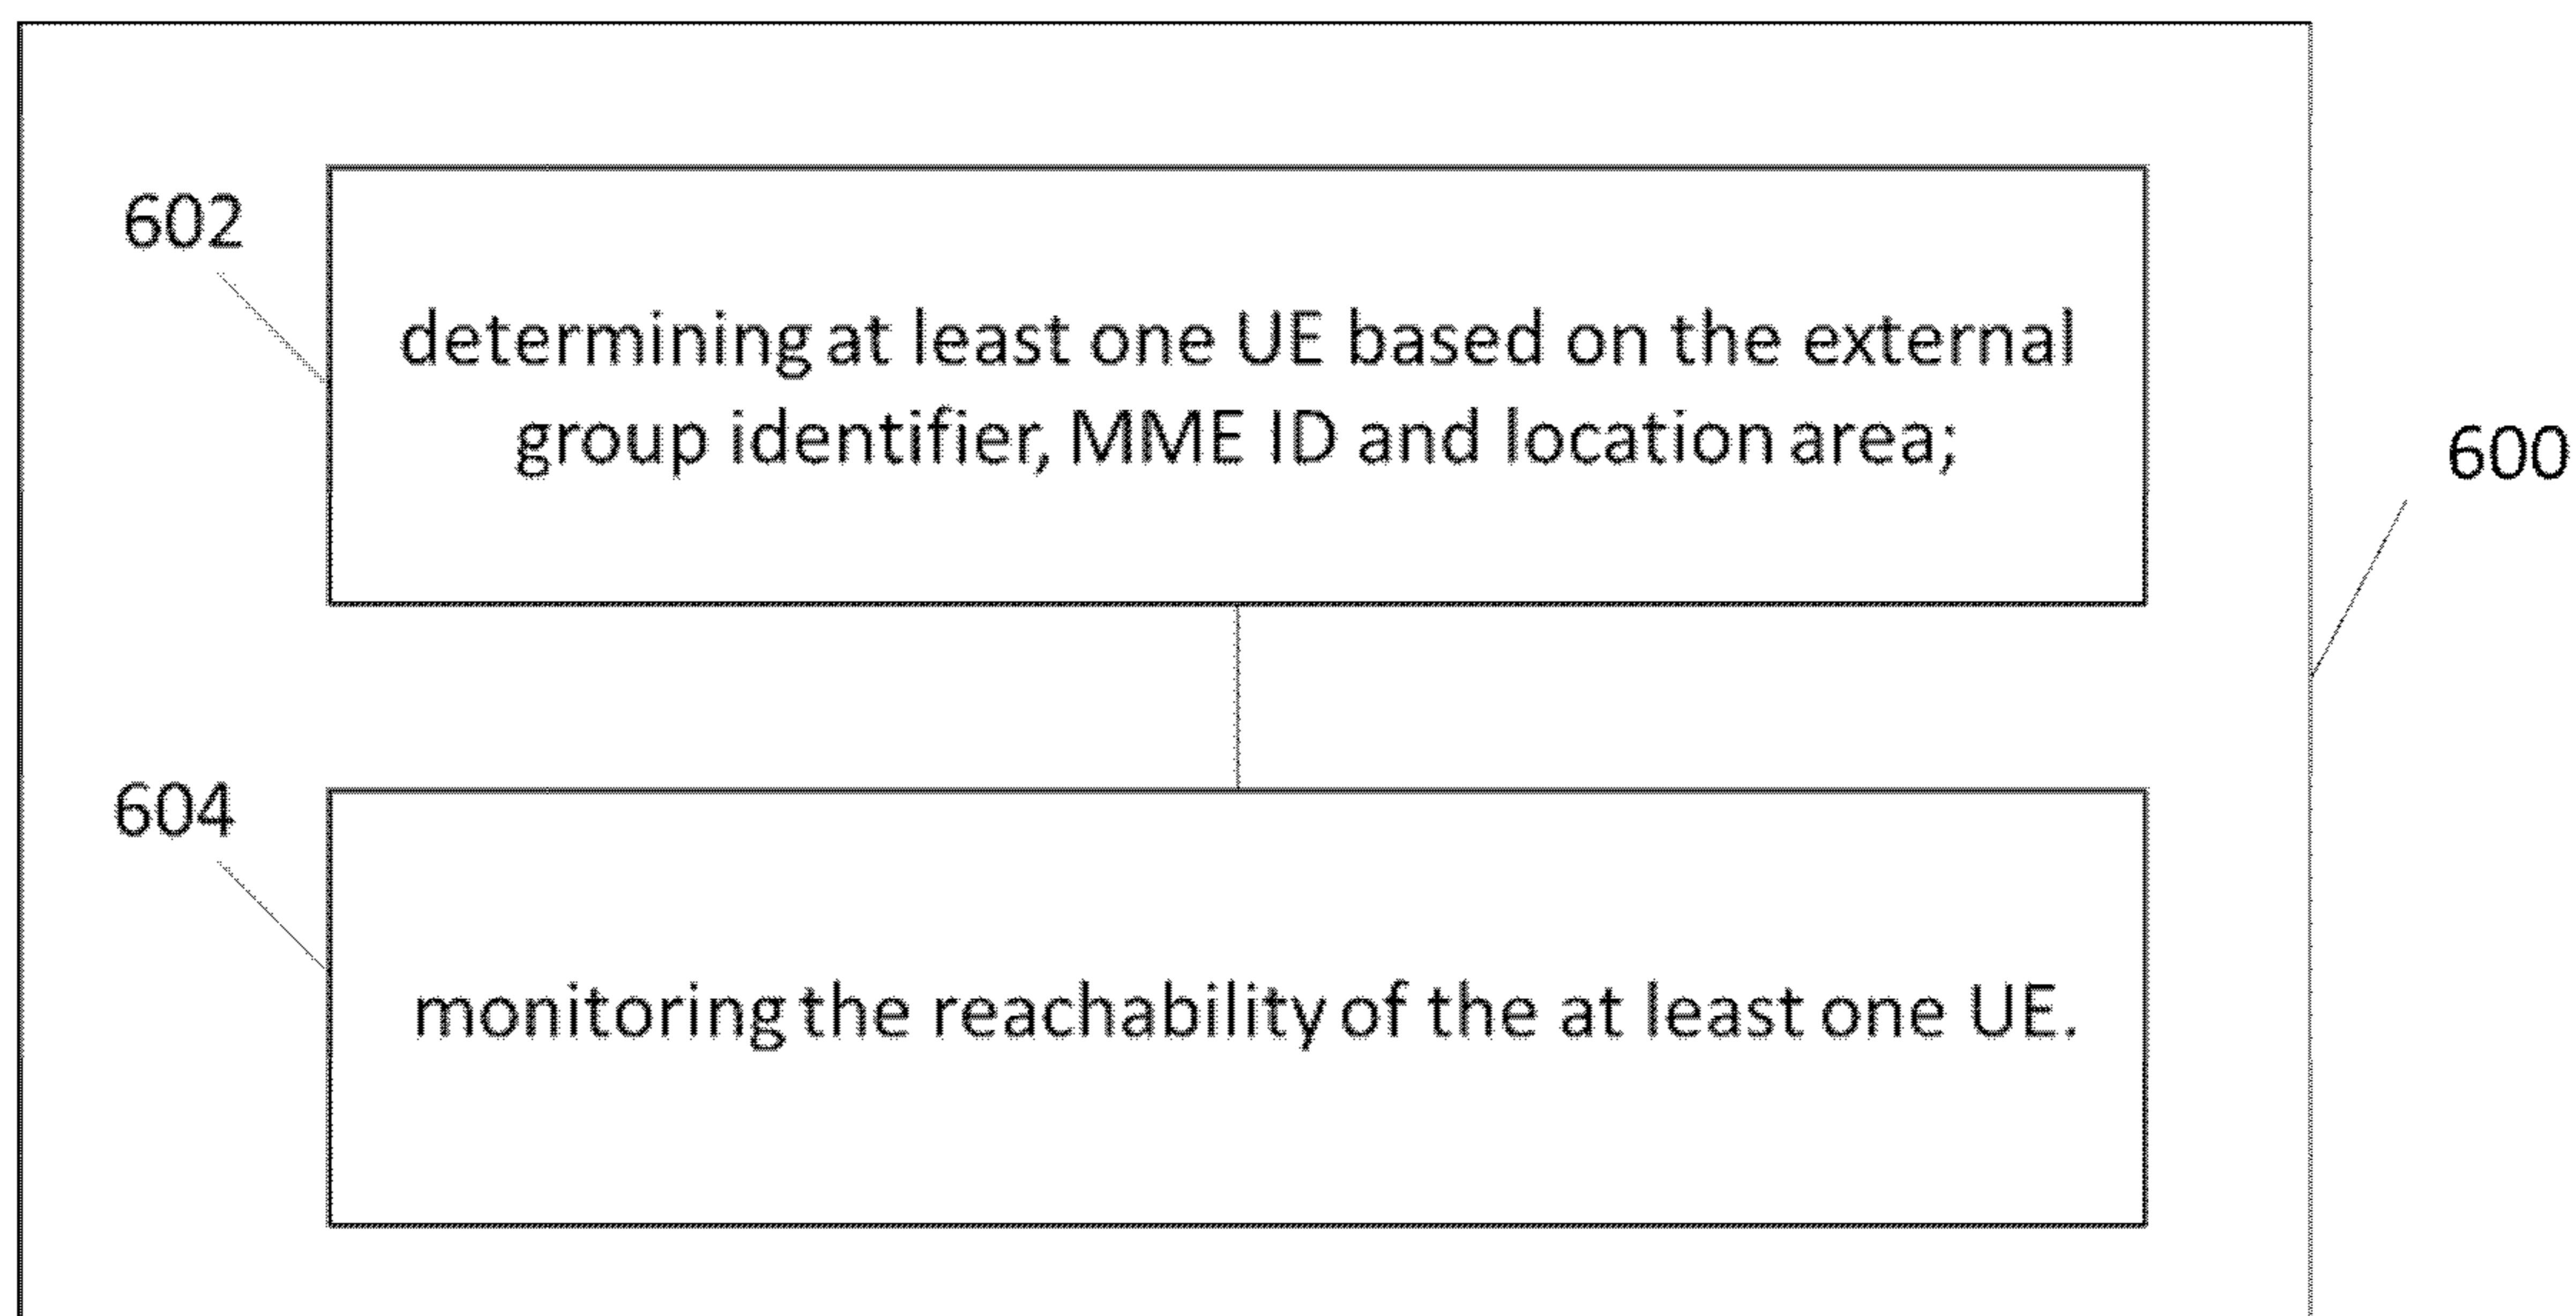 602
determining at least one UE based on the external
group identifier, MME ID and location area;
600
604
monitoring the reachability of the at least one UE.